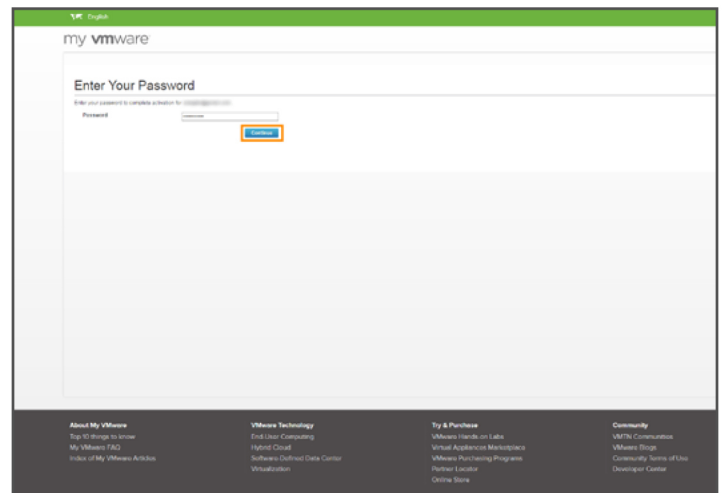 English
my vmware
Enter Your Password
Enter your password to complete activation for
Password
Continue
About My VMware
Top 10 things to know
My VMware FAQ
Index of My VMware Articles
VMware Technology
End User Computing
Hybrid Cloud
Software-Defined Data Center
Virtualization
Try & Purchase
VMware Hands-on Labs
Virtual Appliances Marketplace
VMware Purchasing Programs
Partner Locator
Online Store
Community
VMTN Communities
VMware Blogs
Community Terms of Use
Developer Center